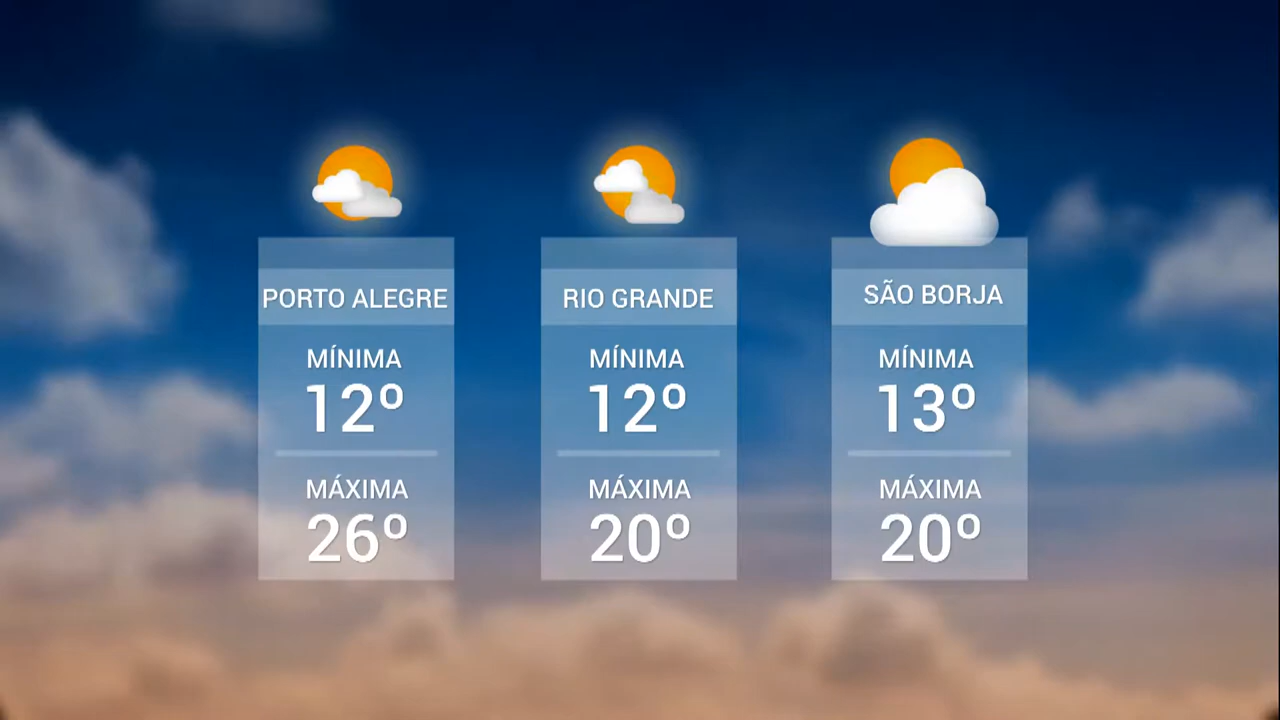 PORTO ALEGRE
MÍNIMA
12º
MÁXIMA
26º
RIO GRANDE
MÍNIMA
12º
MÁXIMA
20º
SÃO BORJA
MÍNIMA
13º
MÁXIMA
20º